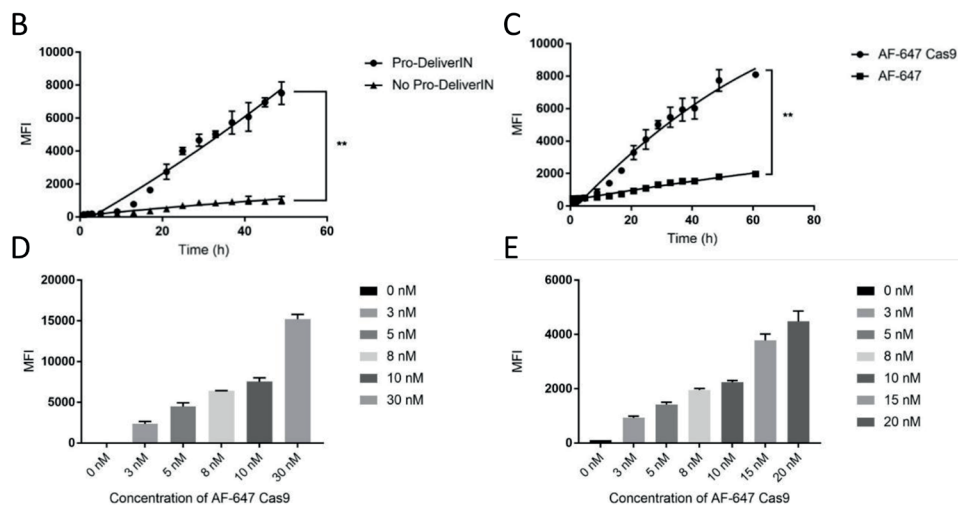 B
10000
8000
6000
4000
2000
0
MFI
0
20
40
60
Time (h)
Pro-DeliverIN
No Pro-DeliverIN
**
C
10000
8000
6000
4000
2000
0
MFI
0
20
40
60
80
Time (h)
AF-647 Cas9
AF-647
**
D
20000
15000
10000
5000
0
MFI
0 nM
3 nM
5 nM
8 nM
10 nM
30 nM
Concentration of AF-647 Cas9
0 nM
3 nM
5 nM
8 nM
10 nM
30 nM
E
6000
4000
2000
0
MFI
0 nM
3 nM
5 nM
8 nM
10 nM
15 nM
20 nM
Concentration of AF-647 Cas9
0 nM
3 nM
5 nM
8 nM
10 nM
15 nM
20 nM